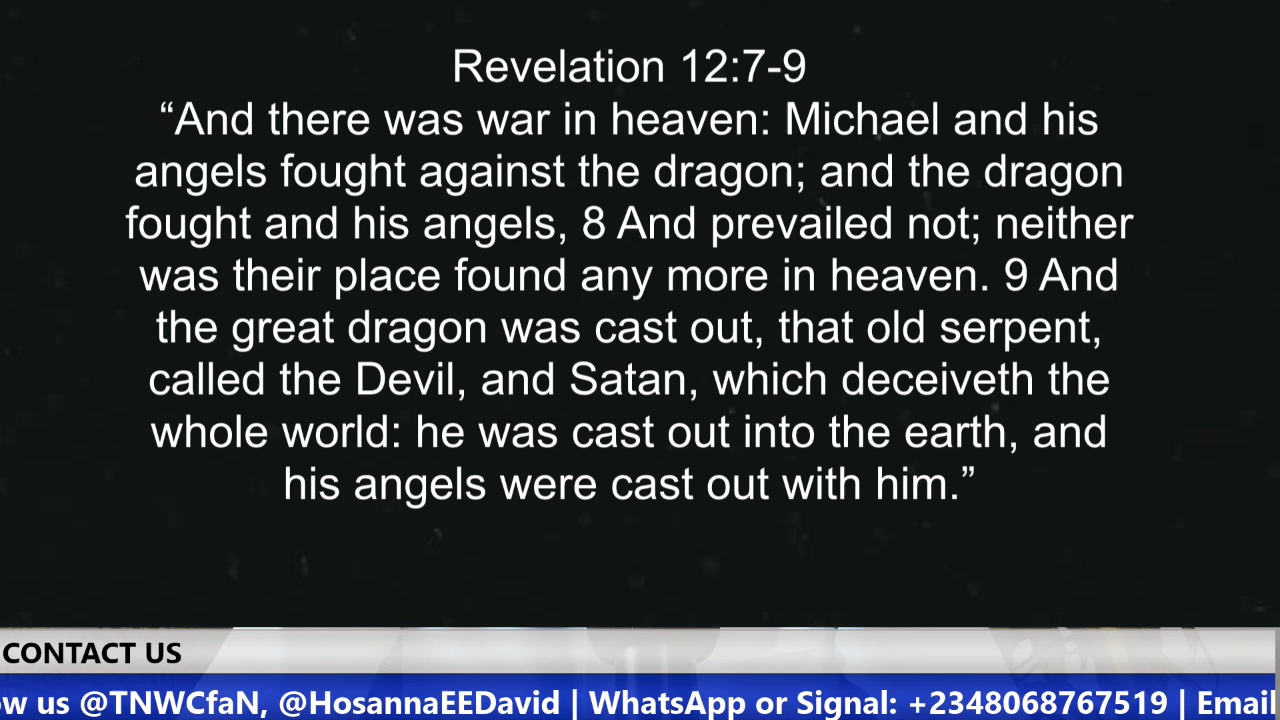 Revelation 12:7-9
“And there was war in heaven: Michael and his
angels fought against the dragon; and the dragon
fought and his angels, 8 And prevailed not; neither
was their place found any more in heaven. 9 And
the great dragon was cast out, that old serpent,
called the Devil, and Satan, which deceiveth the
whole world: he was cast out into the earth, and
his angels were cast out with him.”
CONTACT US
ow us @TNWCfaN, @HosannaEEDavid | WhatsApp or Signal: +2348068767519 | Email